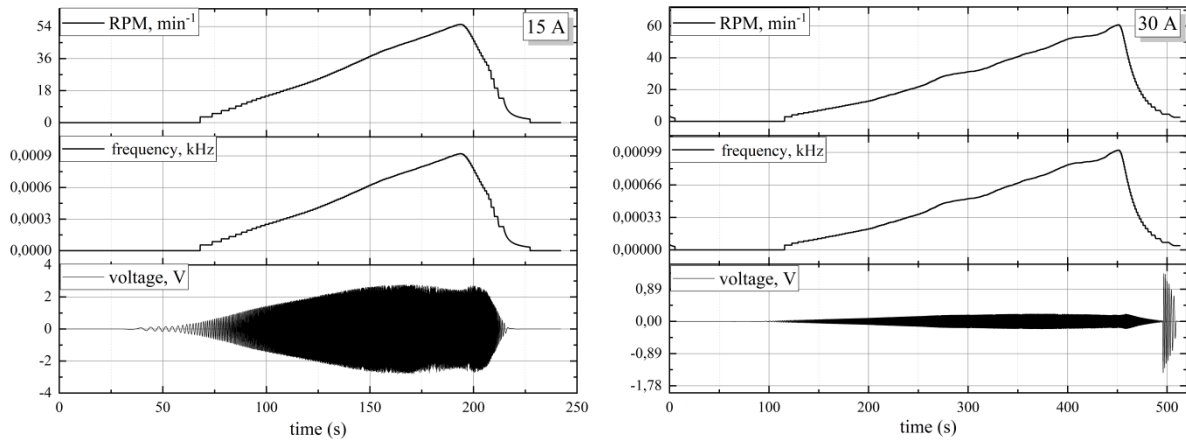 RPM, min⁻¹
15 A
54
36
18
0
frequency, kHz
0,0009
0,0006
0,0003
0,0000
voltage, V
4
2
0
-2
-4
0 50 100 150 200 250
time (s)
RPM, min⁻¹
30 A
60
40
20
0
frequency, kHz
0,00099
0,00066
0,00033
0,00000
voltage, V
0,89
0,00
-0,89
-1,78
0 100 200 300 400 500
time (s)